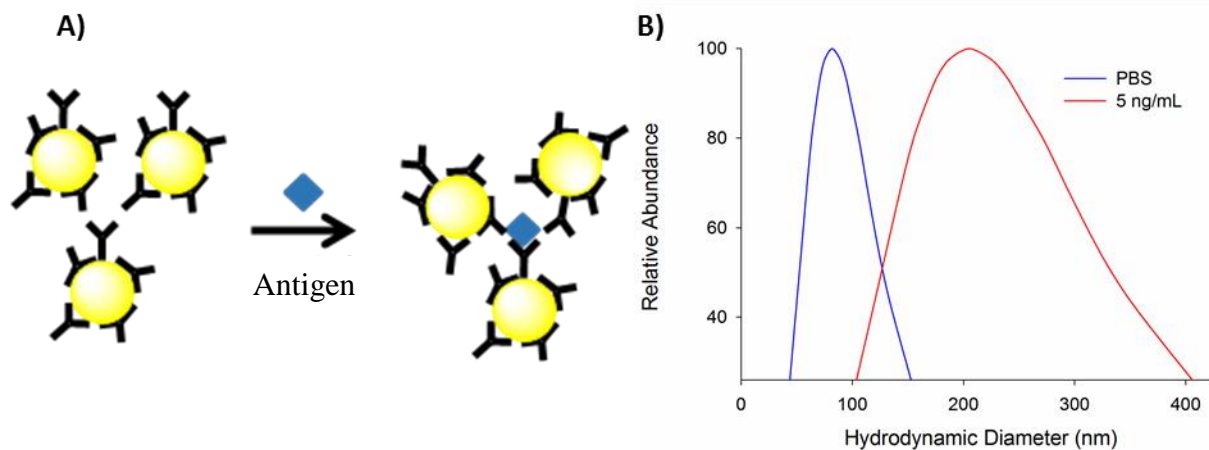 A)
Antigen
B)
100
80
60
40
Relative Abundance
PBS
5 ng/mL
0 100 200 300 400
Hydrodynamic Diameter (nm)